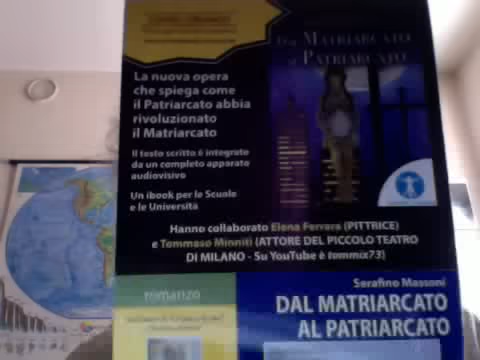 MATRIARCATO
PATRIARCATO
La nuova opera
che spiega come
il Patriarcato abbia
rivoluzionato
il Matriarcato
Il testo scritto è integrato
da un completo apparato
audiovisivo
Un ibook per le Scuole
e le Università
Hanno collaborato Elena Ferrara (PITTRICE)
e Tommaso Minniti (ATTORE DEL PICCOLO TEATRO
DI MILANO - Su YouTube è tommix73)
romanzo
Serafino Massoni
DAL MATRIARCATO
AL PATRIARCATO